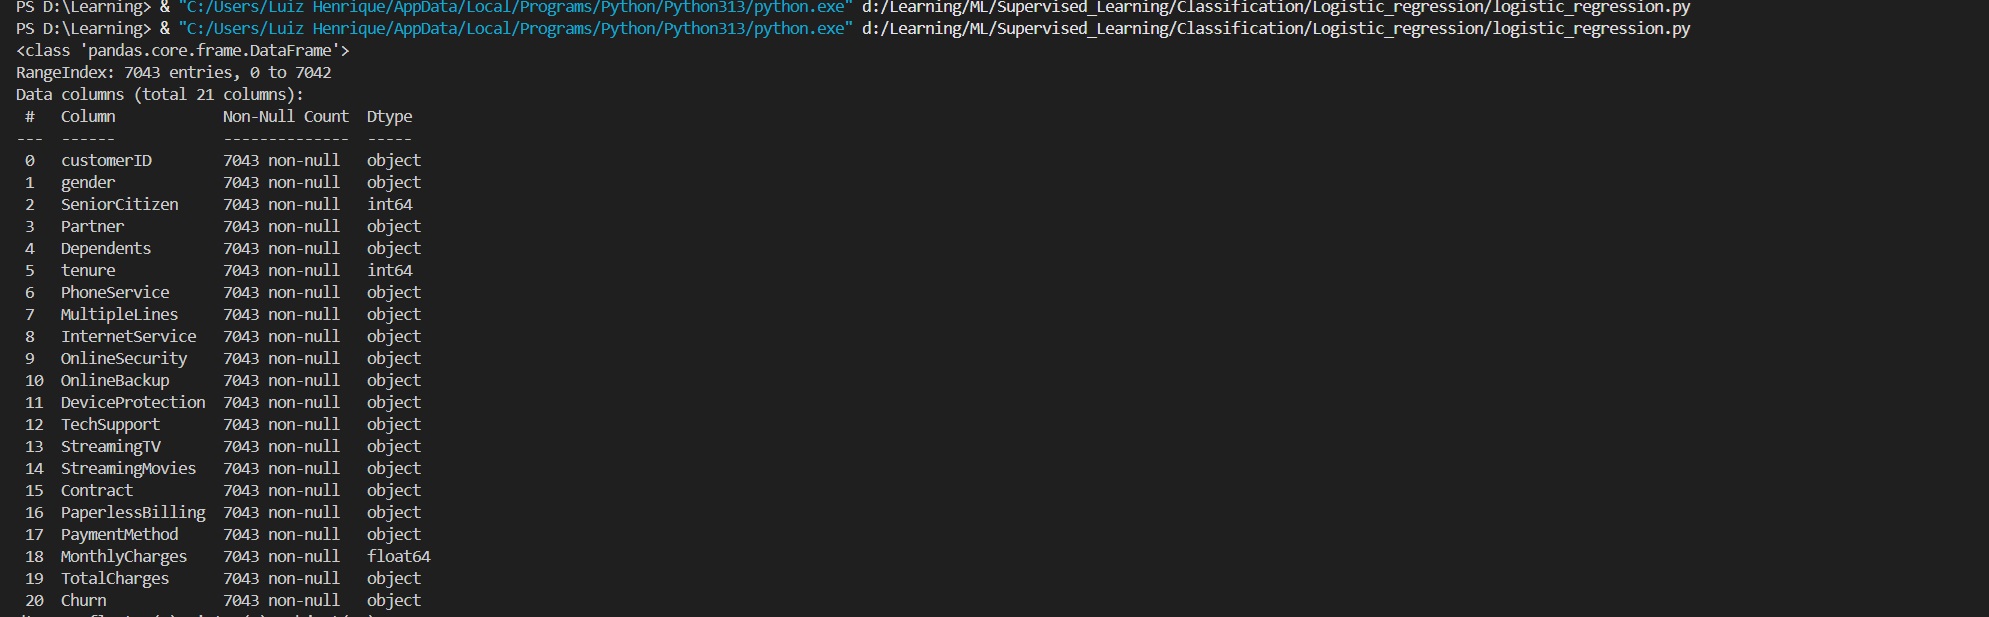 PS D:\Learning> & "C:/Users/Luiz Henrique/AppData/Local/Programs/Python/Python313/python.exe" d:/Learning/ML/Supervised_Learning/Classification/Logistic_regression/logistic_regression.py
PS D:\Learning> & "C:/Users/Luiz Henrique/AppData/Local/Programs/Python/Python313/python.exe" d:/Learning/ML/Supervised_Learning/Classification/Logistic_regression/logistic_regression.py
<class 'pandas.core.frame.DataFrame'>
RangeIndex: 7043 entries, 0 to 7042
Data columns (total 21 columns):
 #   Column            Non-Null Count  Dtype
---  ------            --------------  -----
 0   customerID        7043 non-null   object
 1   gender            7043 non-null   object
 2   SeniorCitizen     7043 non-null   int64
 3   Partner           7043 non-null   object
 4   Dependents        7043 non-null   object
 5   tenure            7043 non-null   int64
 6   PhoneService      7043 non-null   object
 7   MultipleLines     7043 non-null   object
 8   InternetService   7043 non-null   object
 9   OnlineSecurity    7043 non-null   object
 10  OnlineBackup      7043 non-null   object
 11  DeviceProtection  7043 non-null   object
 12  TechSupport       7043 non-null   object
 13  StreamingTV       7043 non-null   object
 14  StreamingMovies   7043 non-null   object
 15  Contract          7043 non-null   object
 16  PaperlessBilling  7043 non-null   object
 17  PaymentMethod     7043 non-null   object
 18  MonthlyCharges    7043 non-null   float64
 19  TotalCharges      7043 non-null   object
 20  Churn             7043 non-null   object